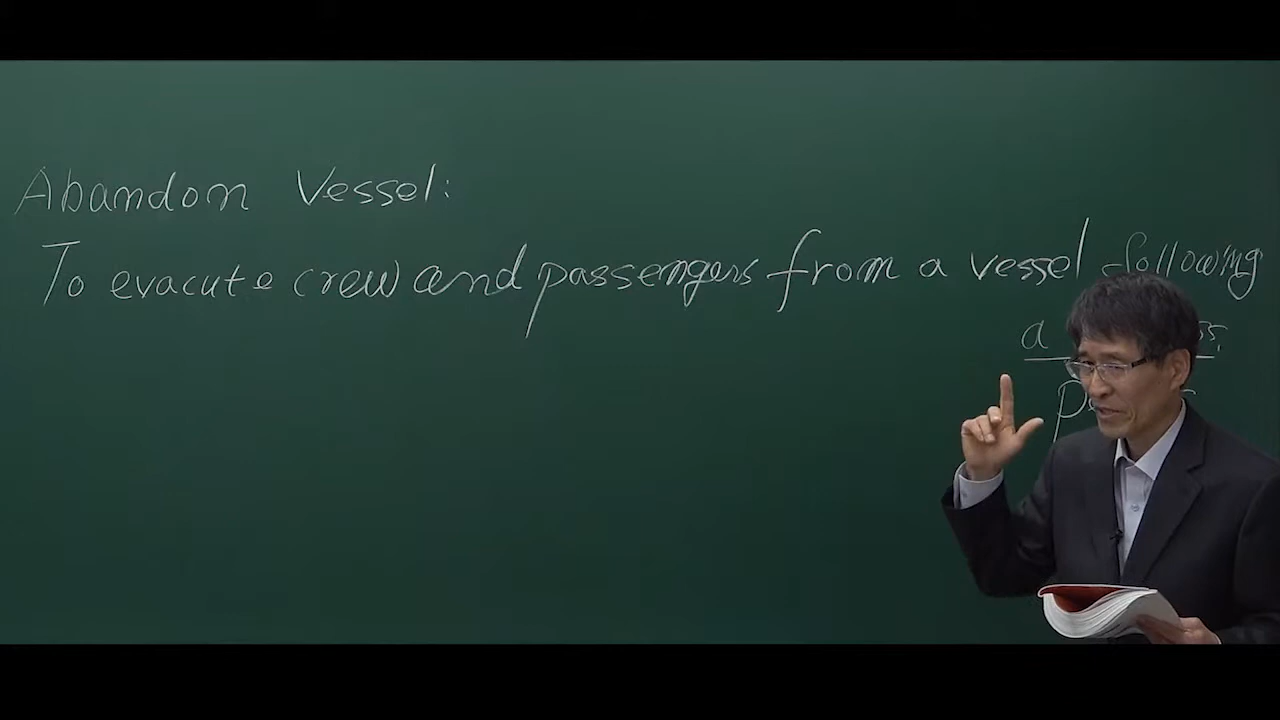 Abandon Vessel:
To evacute crew and passengers from a vessel following
a